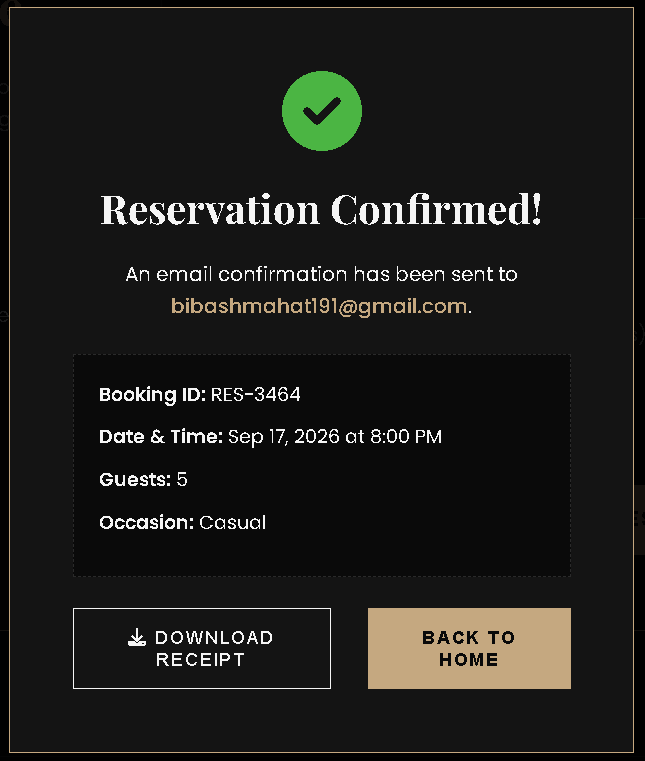 Reservation Confirmed!
An email confirmation has been sent to
bibashmahat191@gmail.com.
Booking ID: RES-3464
Date & Time: Sep 17, 2026 at 8:00 PM
Guests: 5
Occasion: Casual
DOWNLOAD
RECEIPT
BACK TO
HOME